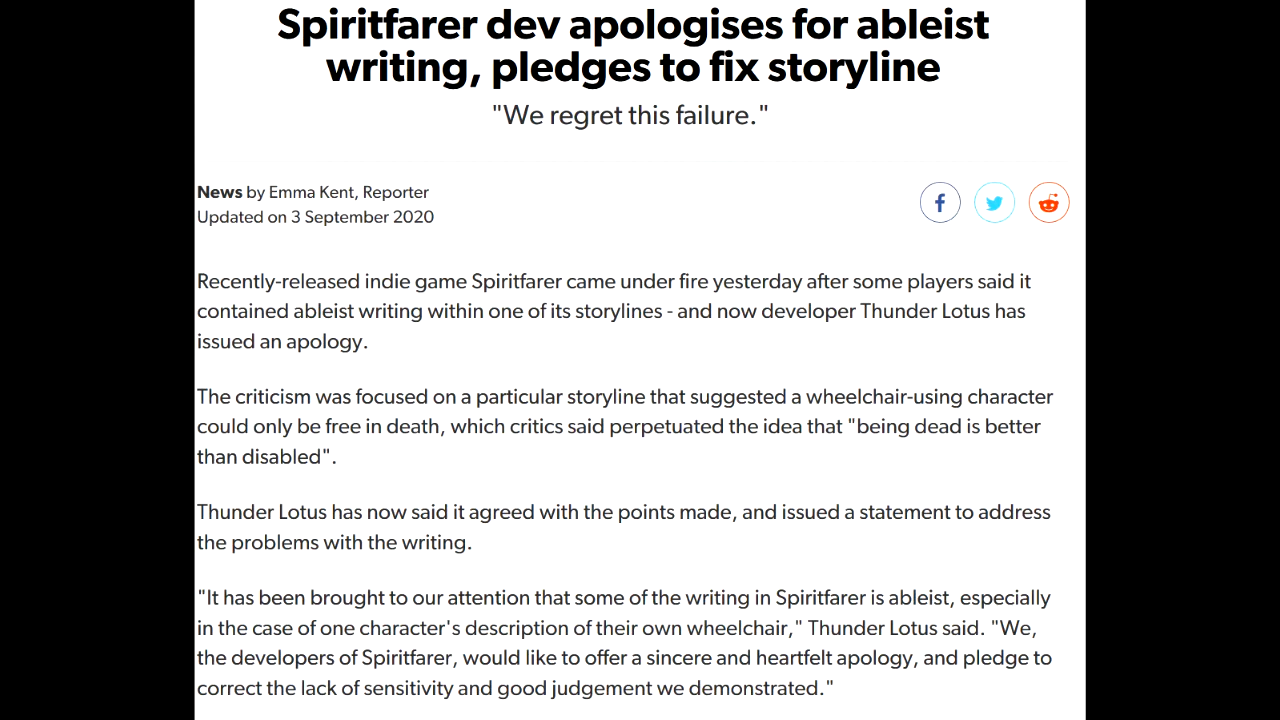 Spiritfarer dev apologises for ableist
writing, pledges to fix storyline
"We regret this failure."
News by Emma Kent, Reporter
Updated on 3 September 2020
Recently-released indie game Spiritfarer came under fire yesterday after some players said it
contained ableist writing within one of its storylines - and now developer Thunder Lotus has
issued an apology.
The criticism was focused on a particular storyline that suggested a wheelchair-using character
could only be free in death, which critics said perpetuated the idea that "being dead is better
than disabled".
Thunder Lotus has now said it agreed with the points made, and issued a statement to address
the problems with the writing.
"It has been brought to our attention that some of the writing in Spiritfarer is ableist, especially
in the case of one character's description of their own wheelchair," Thunder Lotus said. "We,
the developers of Spiritfarer, would like to offer a sincere and heartfelt apology, and pledge to
correct the lack of sensitivity and good judgement we demonstrated."